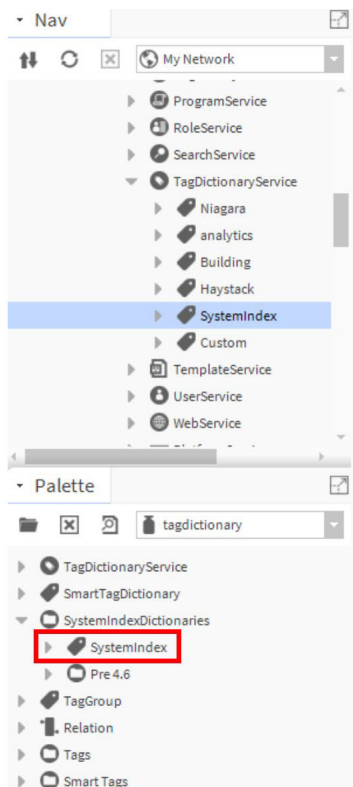 Nav
My Network
ProgramService
RoleService
SearchService
TagDictionaryService
Niagara
analytics
Building
Haystack
SystemIndex
Custom
TemplateService
UserService
WebService
Palette
tagdictionary
TagDictionaryService
SmartTagDictionary
SystemIndexDictionaries
SystemIndex
Pre 4.6
TagGroup
Relation
Tags
Smart Tags